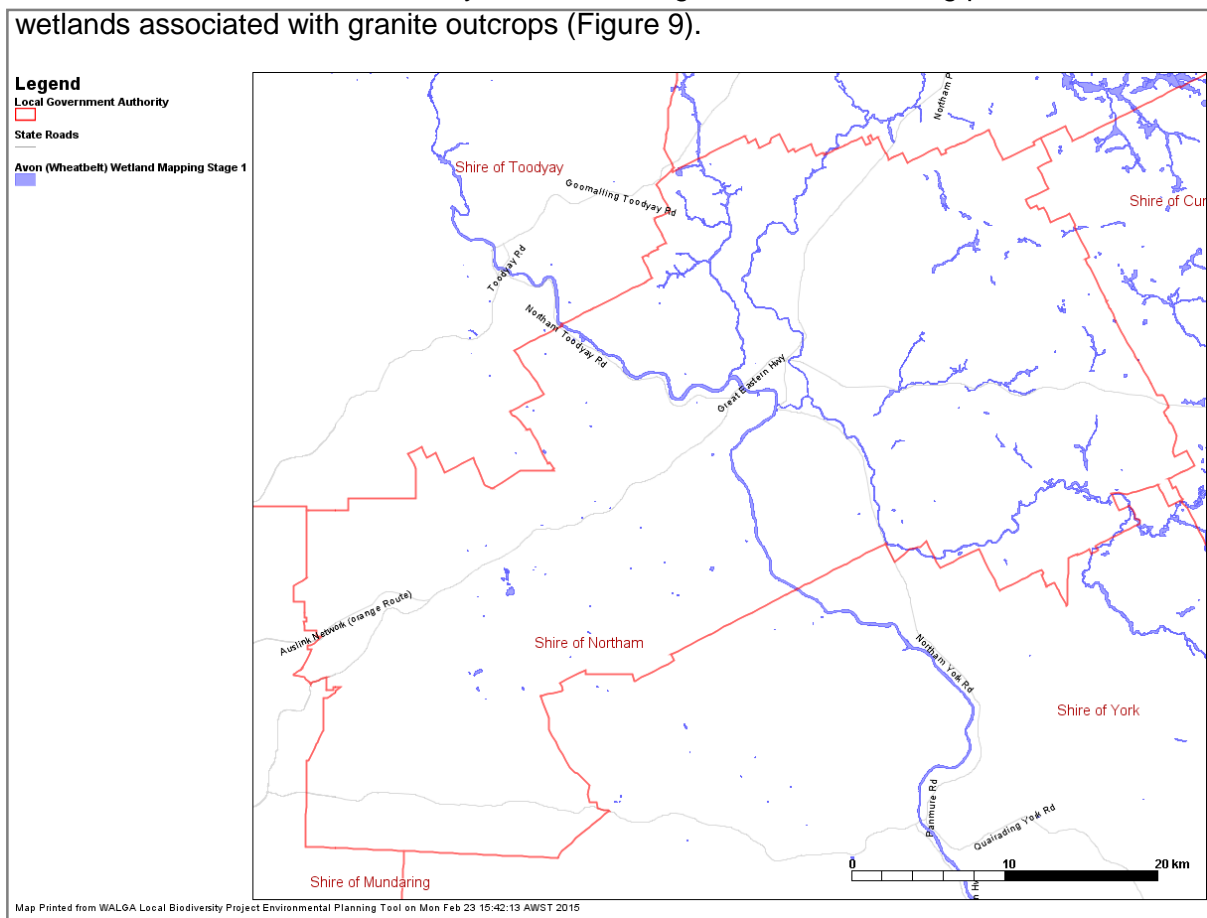 wetlands associated with granite outcrops (Figure 9).
Legend
Local Government Authority
State Roads
Avon (Wheatbelt) Wetland Mapping Stage 1
Northam P
Shire of Toodyay
Goomalling Toodyay Rd
Shire of Cun
Toodyay Rd
Northam Toodyay Rd
Great Eastern Hwy
Auslink Network (orange Route)
Shire of Northam
Northam York Rd
Shire of York
Panmure Rd
Quairading York Rd
0 10 20 km
Shire of Mundaring
Hv
Map Printed from WALGA Local Biodiversity Project Environmental Planning Tool on Mon Feb 23 15:42:13 AWST 2015